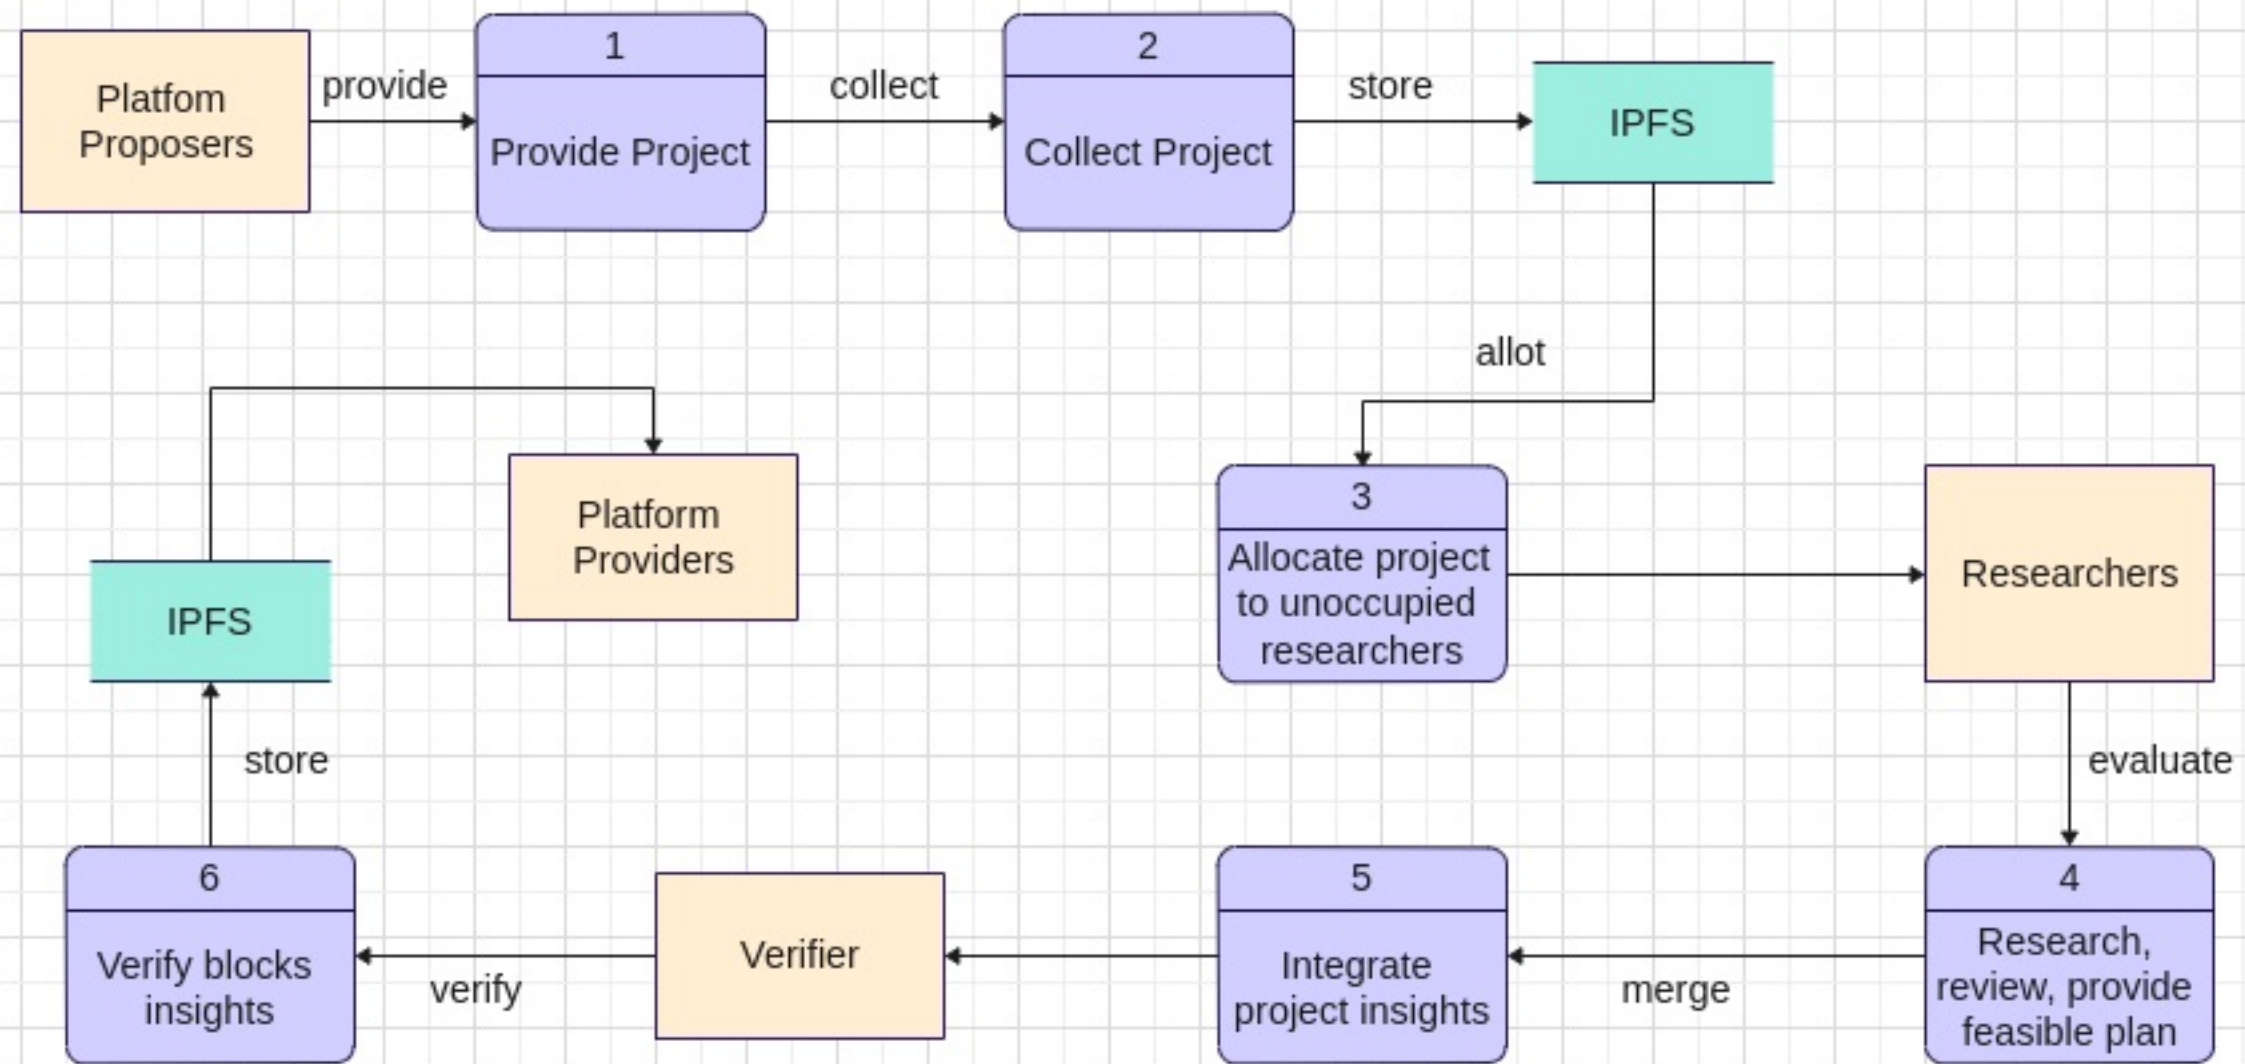 Platfom
Proposers
provide
1
Provide Project
collect
2
Collect Project
store
IPFS
allot
3
Allocate project
to unoccupied
researchers
Researchers
evaluate
4
Research,
review, provide
feasible plan
merge
5
Integrate
project insights
Verifier
verify
6
Verify blocks
insights
store
IPFS
Platform
Providers